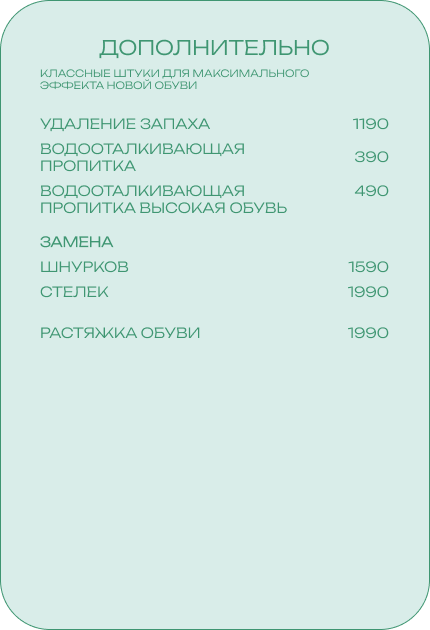 ДОПОЛНИТЕЛЬНО
КЛАССНЫЕ ШТУКИ ДЛЯ МАКСИМАЛЬНОГО
ЭФФЕКТА НОВОЙ ОБУВИ
УДАЛЕНИЕ ЗАПАХА 1190
ВОДООТАЛКИВАЮЩАЯ
ПРОПИТКА 390
ВОДООТАЛКИВАЮЩАЯ 490
ПРОПИТКА ВЫСОКАЯ ОБУВЬ
ЗАМЕНА
ШНУРКОВ 1590
СТЕЛЕК 1990
РАСТЯЖКА ОБУВИ 1990